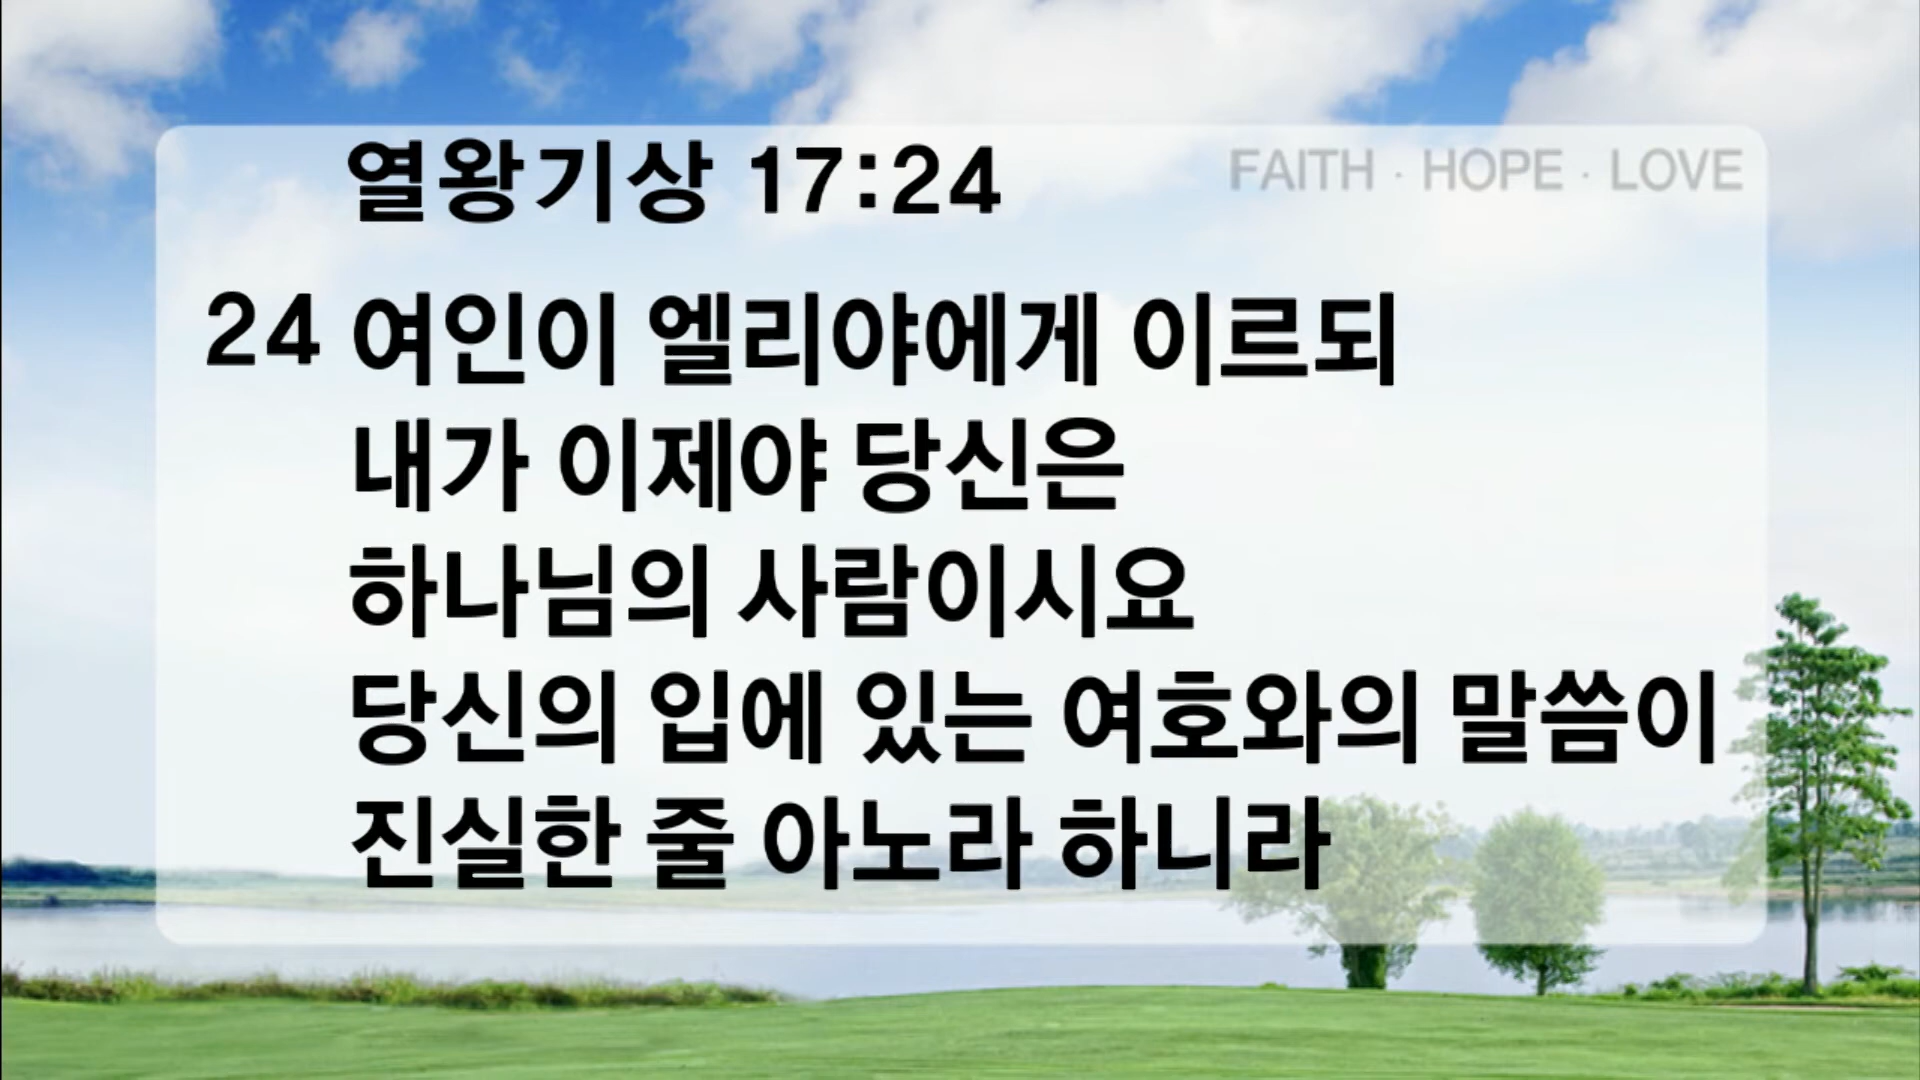 열왕기상 17:24
FAITH · HOPE · LOVE
24 여인이 엘리야에게 이르되
내가 이제야 당신은
하나님의 사람이시요
당신의 입에 있는 여호와의 말씀이
진실한 줄 아노라 하니라